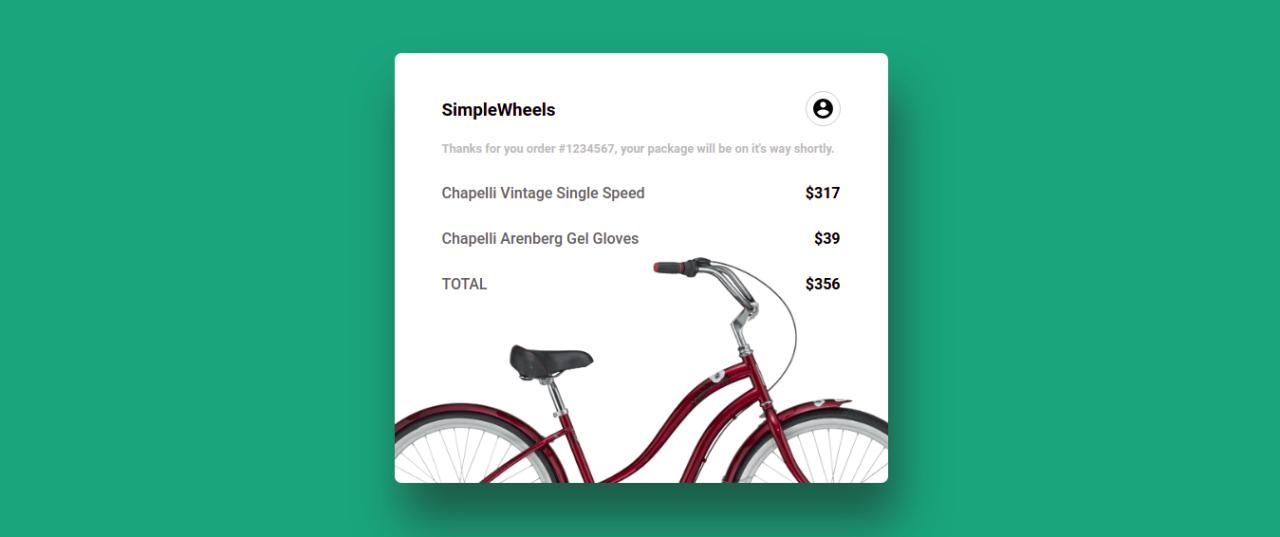 SimpleWheels
Thanks for you order #1234567, your package will be on it's way shortly.
Chapelli Vintage Single Speed $317
Chapelli Arenberg Gel Gloves $39
TOTAL $356